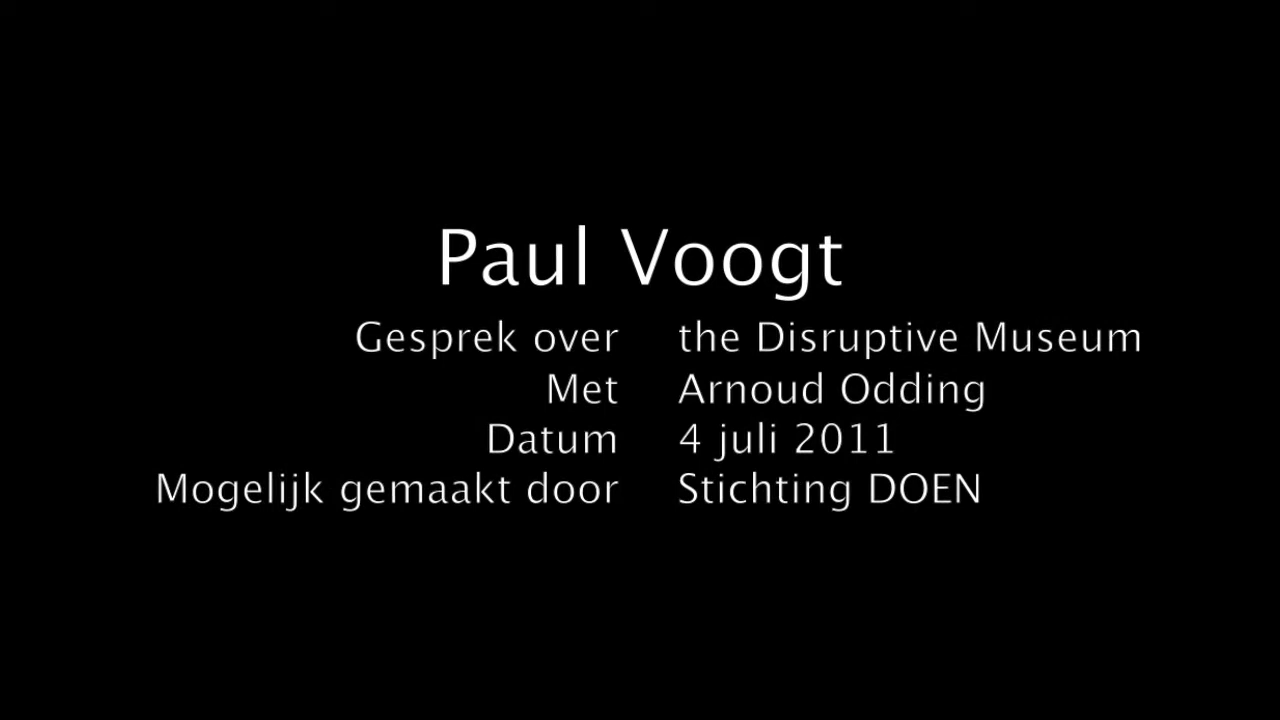 Paul Voogt
Gesprek over the Disruptive Museum
Met Arnoud Odding
Datum 4 juli 2011
Mogelijk gemaakt door Stichting DOEN